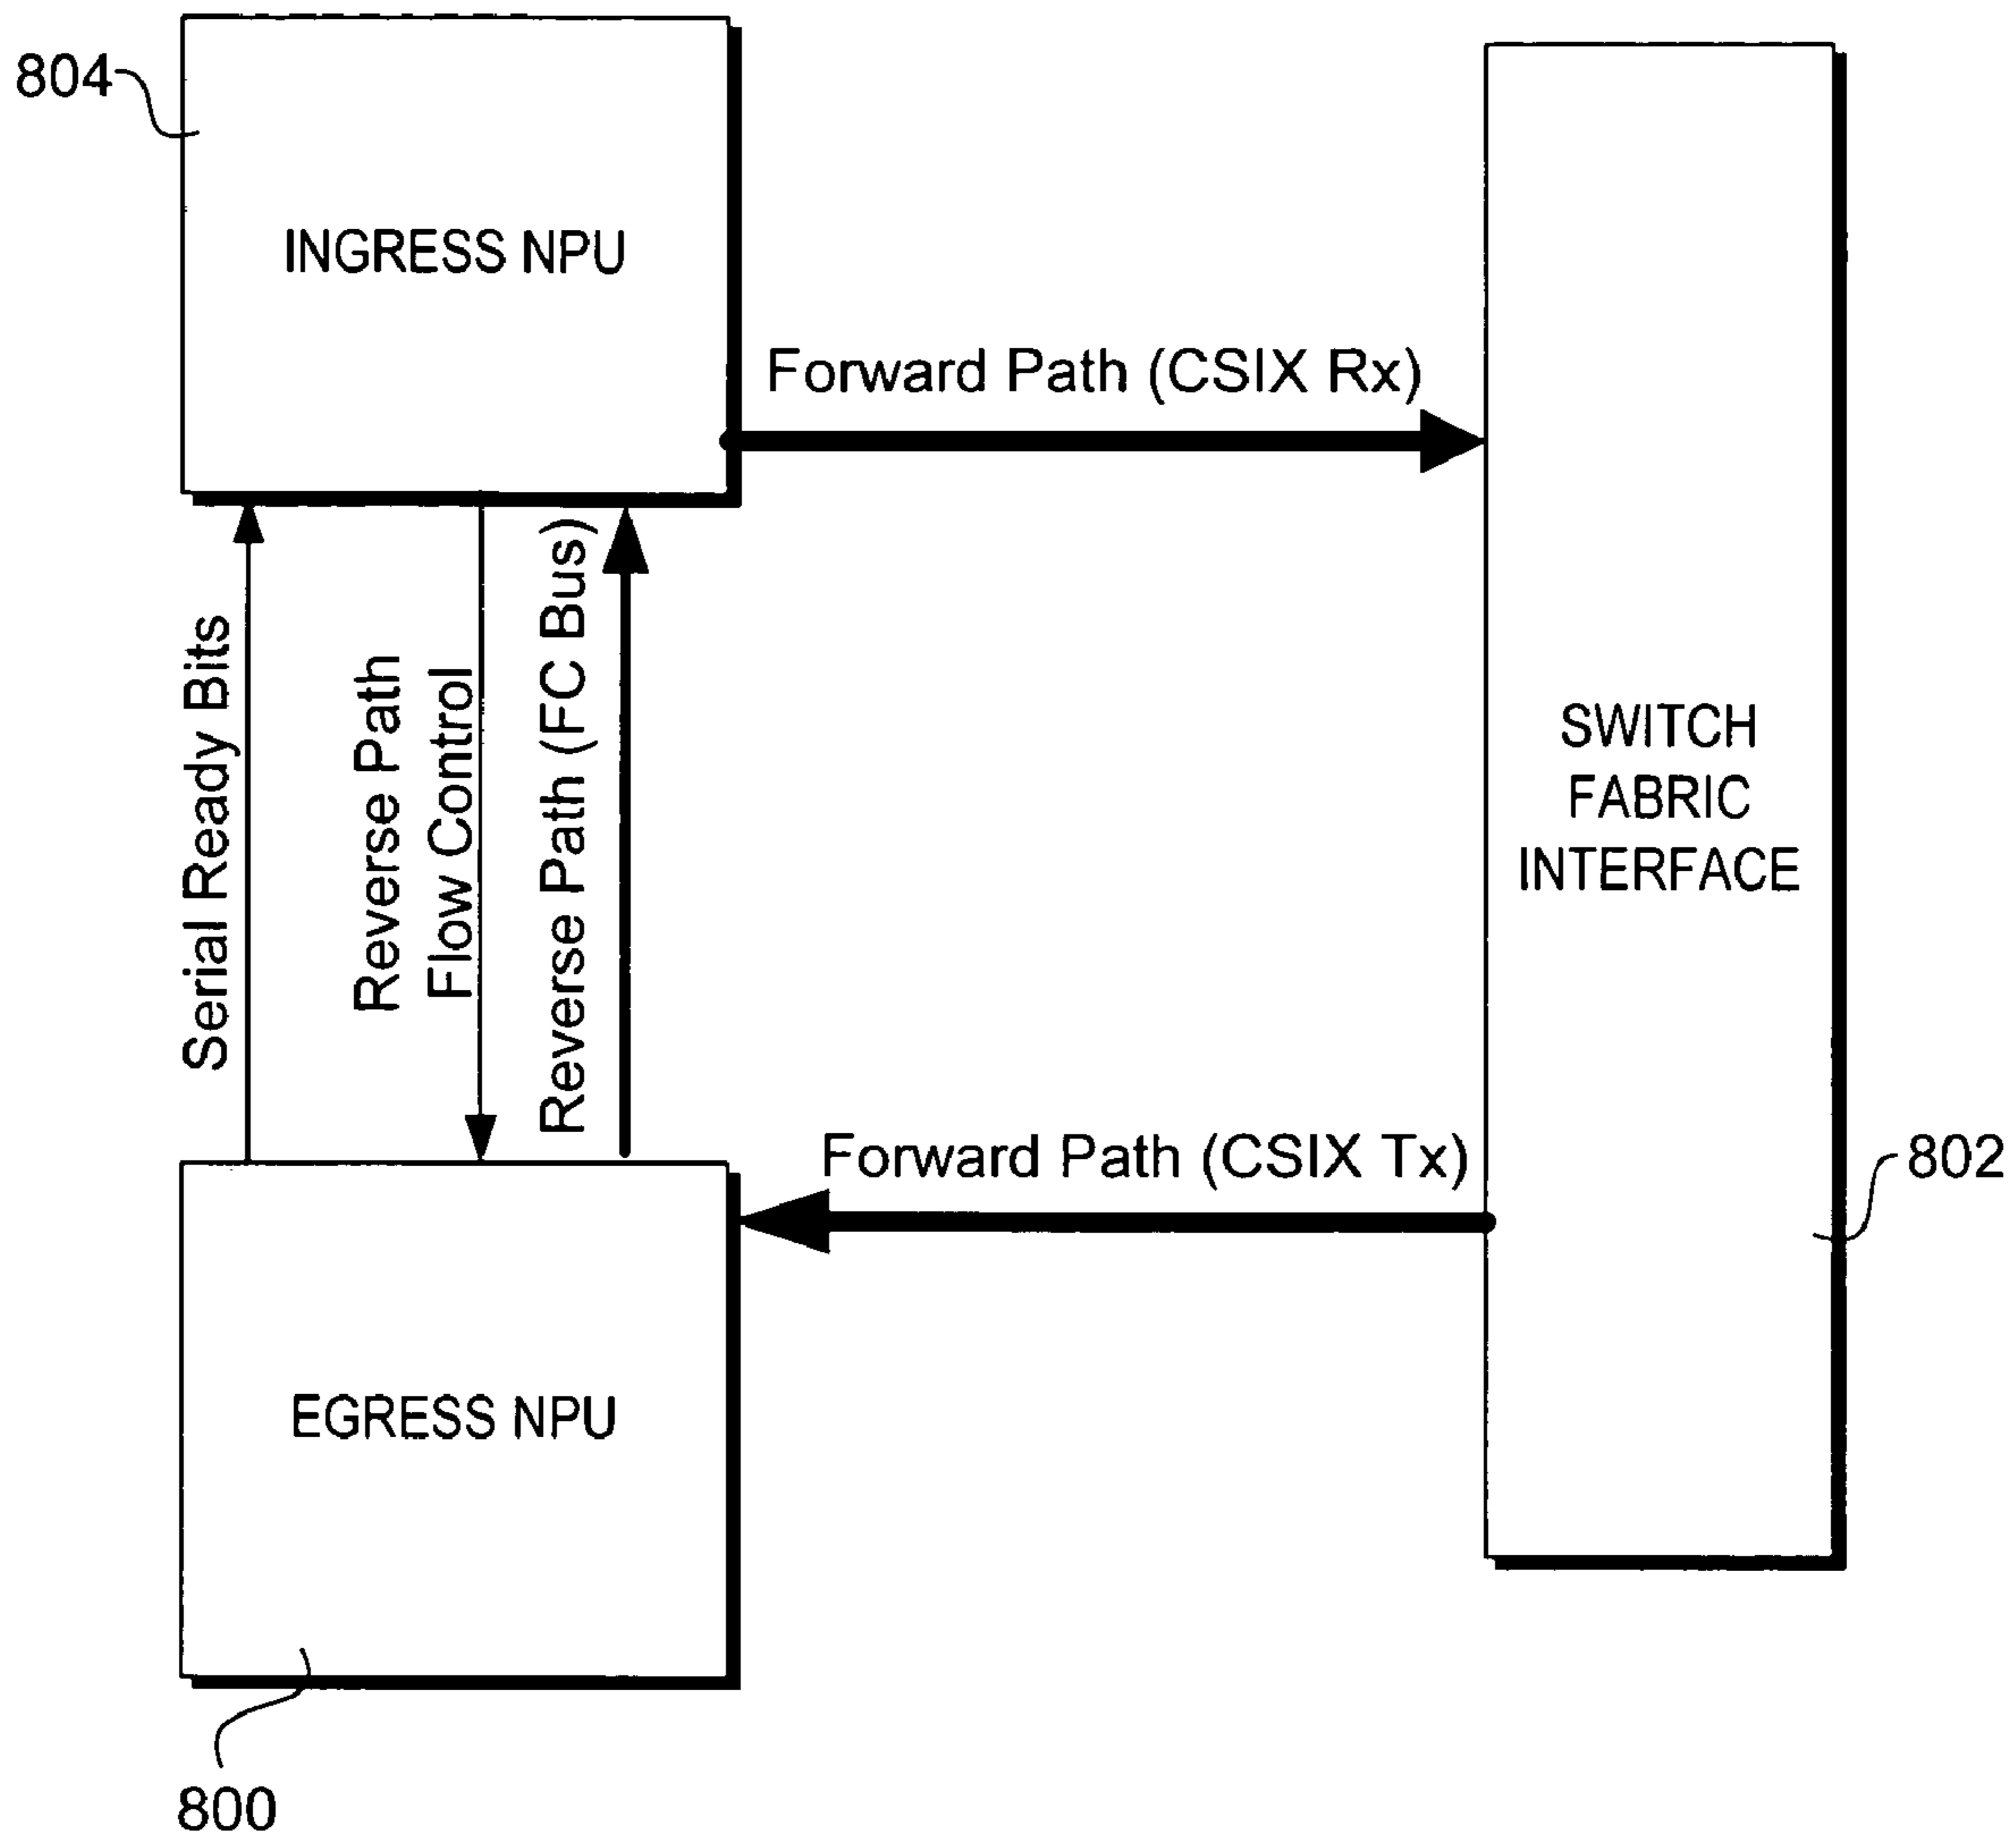 804
INGRESS NPU
Forward Path (CSIX Rx)
Serial Ready Bits
Reverse Path
Flow Control
Reverse Path (FC Bus)
SWITCH
FABRIC
INTERFACE
Forward Path (CSIX Tx)
802
EGRESS NPU
800